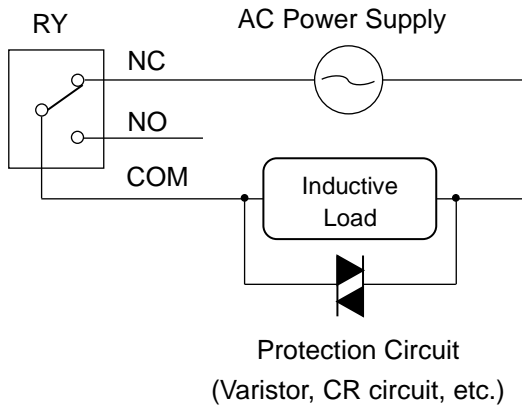 RY
AC Power Supply
NC
NO
COM
Inductive
Load
Protection Circuit
(Varistor, CR circuit, etc.)